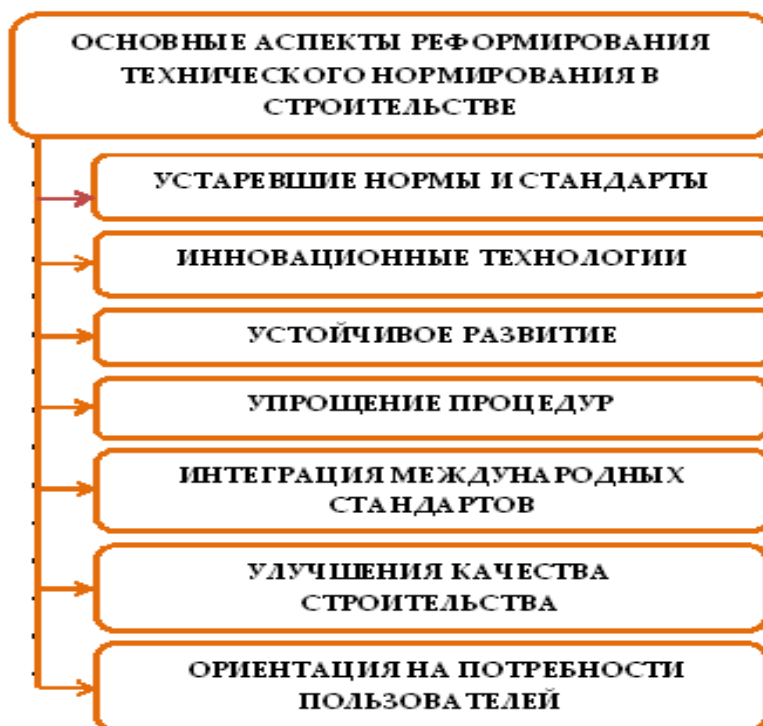 ОСНОВНЫЕ АСПЕКТЫ РЕФОРМИРОВАНИЯ
ТЕХНИЧЕСКОГО НОРМИРОВАНИЯ В
СТРОИТЕЛЬСТВЕ
УСТАРЕВШИЕ НОРМЫ И СТАНДАРТЫ
ИННОВАЦИОННЫЕ ТЕХНОЛОГИИ
УСТОЙЧИВОЕ РАЗВИТИЕ
УПРОЩЕНИЕ ПРОЦЕДУР
ИНТЕГРАЦИЯ МЕЖДУНАРОДНЫХ
СТАНДАРТОВ
УЛУЧШЕНИЯ КАЧЕСТВА
СТРОИТЕЛЬСТВА
ОРИЕНТАЦИЯ НА ПОТРЕБНОСТИ
ПОЛЬЗОВАТЕЛЕЙ